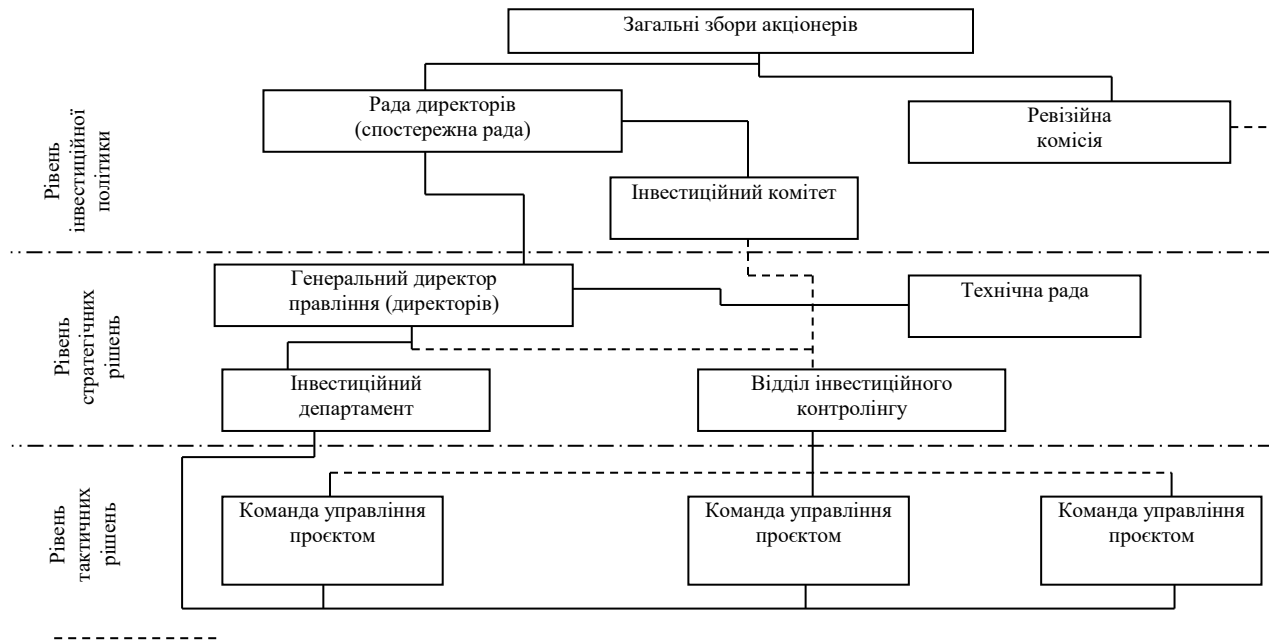 Загальні збори акціонерів
Рівень
інвестиційної
політики
Рада директорів
(спостережна рада)
Ревізійна
комісія
Інвестиційний комітет
Рівень
стратегічних
рішень
Генеральний директор
правління (директорів)
Технічна рада
Інвестиційний
департамент
Відділ інвестиційного
контролінгу
Рівень
тактичних
рішень
Команда управління
проєктом
Команда управління
проєктом
Команда управління
проєктом